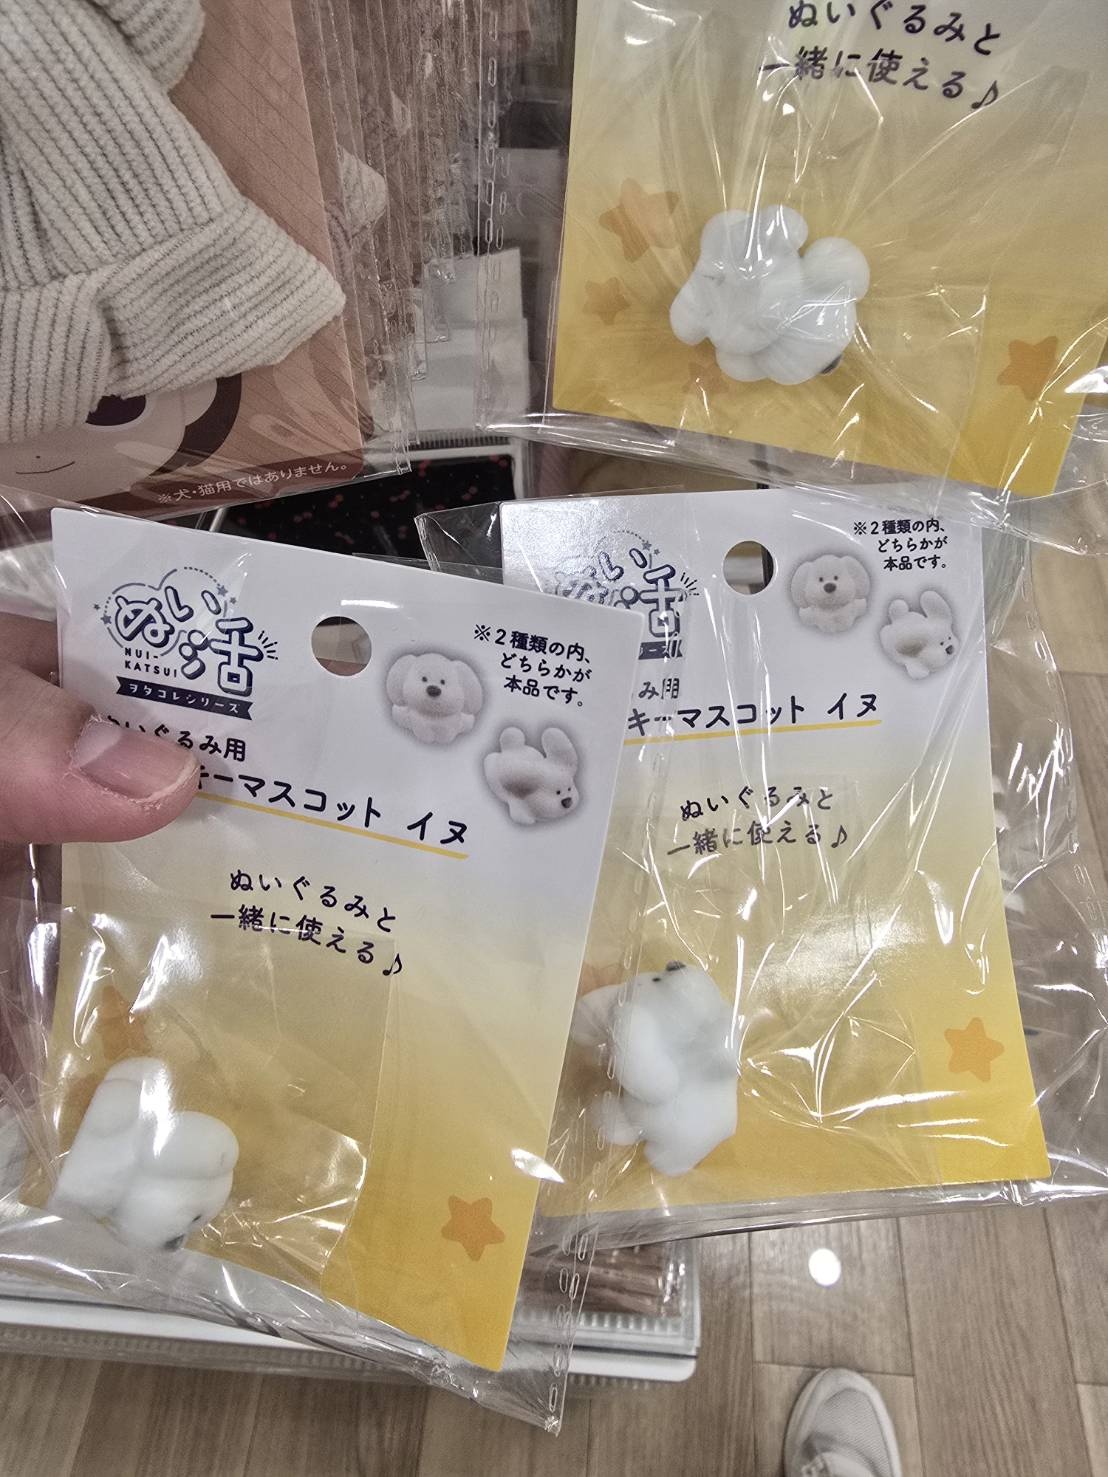 ぬいぐるみと
一緒に使える♪
※犬・猫用ではありません。
ぬい活
NUI-
KATSUI
ヲタコレシリーズ
いぐるみ用
キーマスコット イヌ
※2種類の内、
どちらかが
本品です。
ぬいぐるみと
一緒に使える♪
ぬい活
み用
キーマスコット イヌ
※2種類の内、
どちらかが
本品です。
ぬいぐるみと
一緒に使える♪